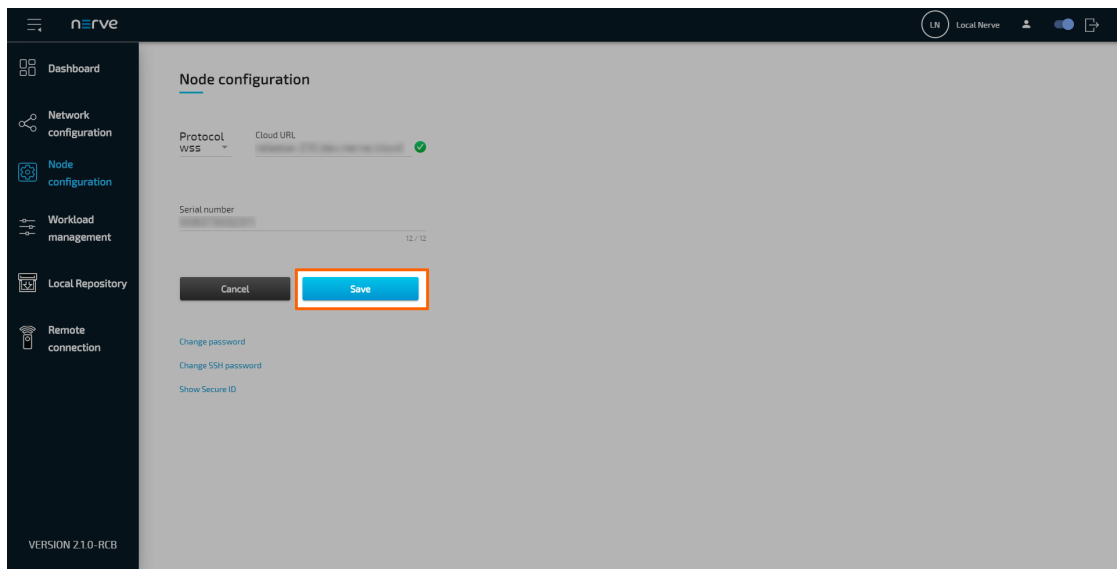 nerve
LN Local Nerve
Dashboard
Network
configuration
Node
configuration
Workload
management
Local Repository
Remote
connection
VERSION 2.1.0-RCB
Node configuration
Protocol
wss
Cloud URL
Serial number
12 / 12
Cancel
Save
Change password
Change SSH password
Show Secure ID